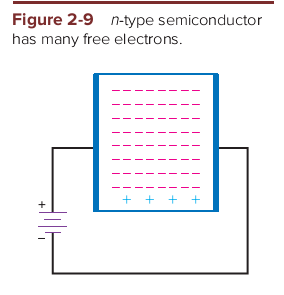 Figure 2-9 n-type semiconductor
has many free electrons.
+ + + +
+
−